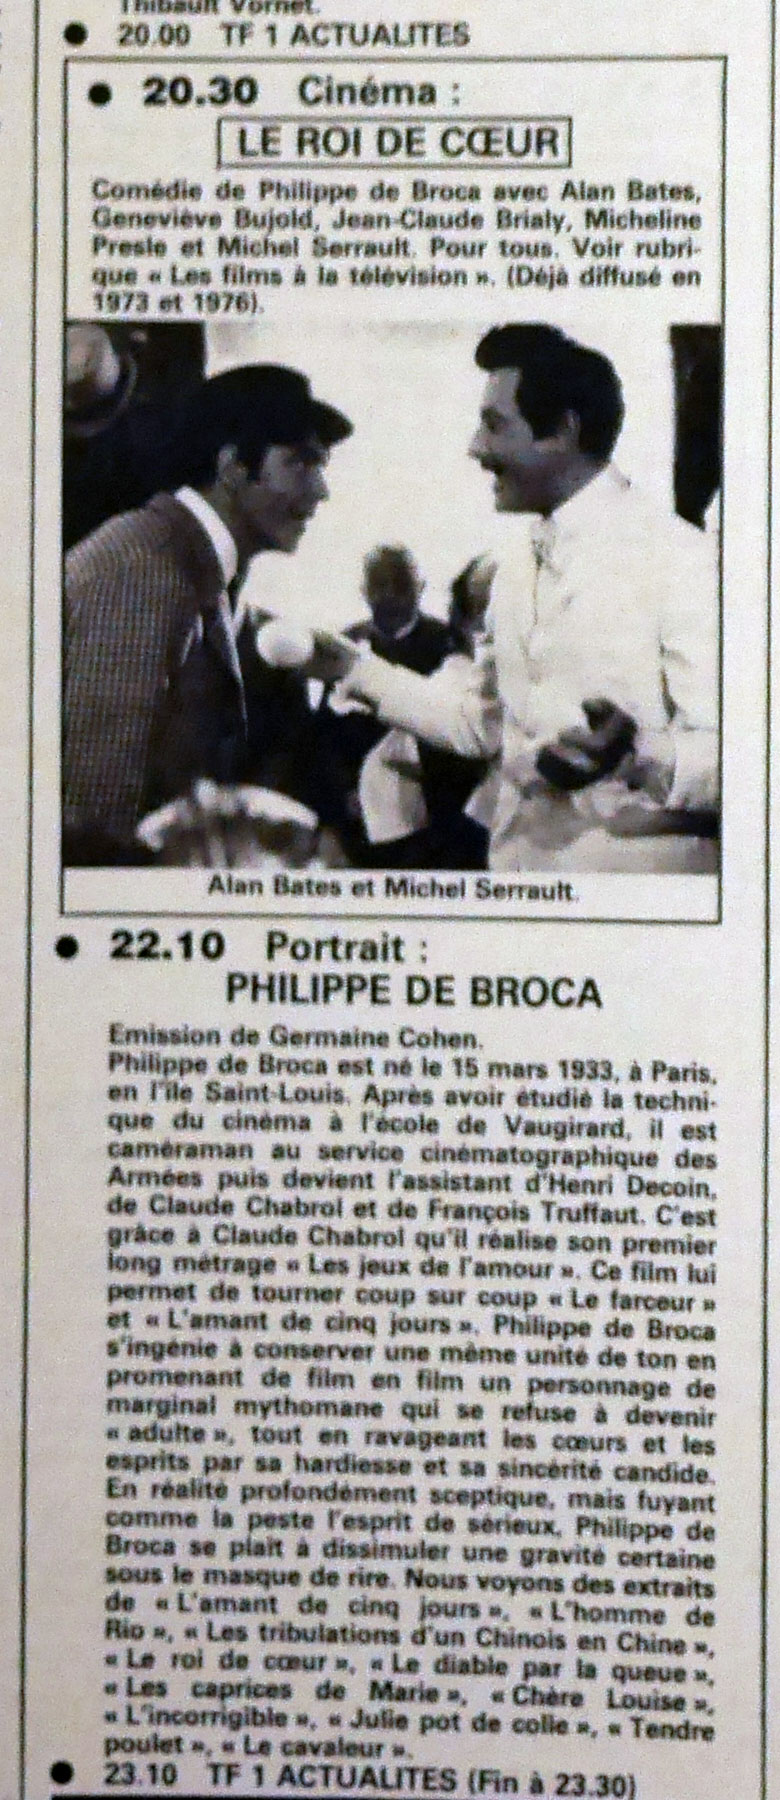 Thibault Vornet.
● 20.00 TF 1 ACTUALITES
● 20.30 Cinéma :
LE ROI DE CŒUR
Comédie de Philippe de Broca avec Alan Bates,
Geneviève Bujold, Jean-Claude Brialy, Micheline
Presle et Michel Serrault. Pour tous. Voir rubri-
que « Les films à la télévision ». (Déjà diffusé en
1973 et 1976).
Alan Bates et Michel Serrault.
● 22.10 Portrait :
PHILIPPE DE BROCA
Emission de Germaine Cohen.
Philippe de Broca est né le 15 mars 1933, à Paris,
en l'île Saint-Louis. Après avoir étudié la techni-
que du cinéma à l'école de Vaugirard, il est
caméraman au service cinématographique des
Armées puis devient l'assistant d'Henri Decoin,
de Claude Chabrol et de François Truffaut. C'est
grâce à Claude Chabrol qu'il réalise son premier
long métrage « Les jeux de l'amour ». Ce film lui
permet de tourner coup sur coup « Le farceur »
et « L'amant de cinq jours ». Philippe de Broca
s'ingénie à conserver une même unité de ton en
promenant de film en film un personnage de
marginal mythomane qui se refuse à devenir
« adulte », tout en ravageant les cœurs et les
esprits par sa hardiesse et sa sincérité candide.
En réalité profondément sceptique, mais fuyant
comme la peste l'esprit de sérieux, Philippe de
Broca se plaît à dissimuler une gravité certaine
sous le masque de rire. Nous voyons des extraits
de « L'amant de cinq jours », « L'homme de
Rio », « Les tribulations d'un Chinois en Chine »,
« Le roi de cœur », « Le diable par la queue »,
« Les caprices de Marie », « Chère Louise »,
« L'incorrigible », « Julie pot de colle », « Tendre
poulet », « Le cavaleur ».
● 23.10 TF 1 ACTUALITES (Fin à 23.30)